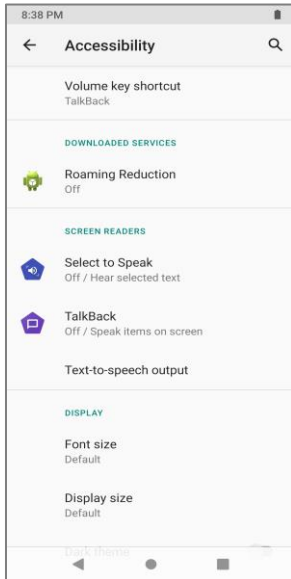 8:38 PM
Accessibility
Volume key shortcut
TalkBack
DOWNLOADED SERVICES
Roaming Reduction
Off
SCREEN READERS
Select to Speak
Off / Hear selected text
TalkBack
Off / Speak items on screen
Text-to-speech output
DISPLAY
Font size
Default
Display size
Default
Dark theme